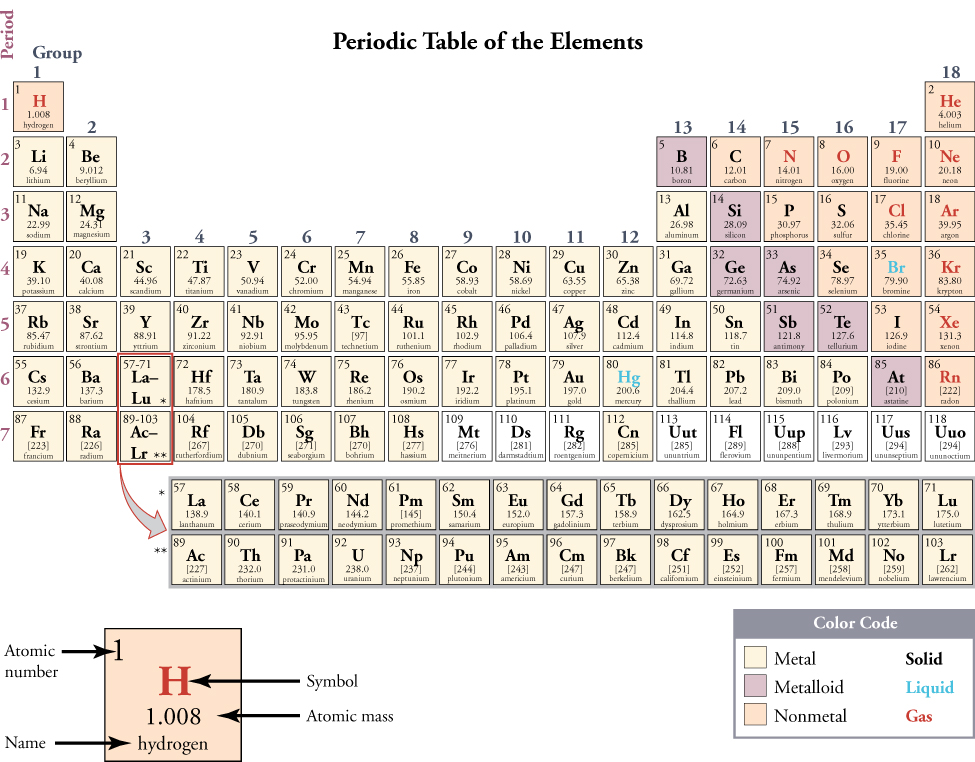 Periodic Table of the Elements
Period
Group
1 18
1
1 2
H He
1.008 4.003
hydrogen helium
2 13 14 15 16 17
2
3 4 5 6 7 8 9 10
Li Be B C N O F Ne
6.94 9.012 10.81 12.01 14.01 16.00 19.00 20.18
lithium beryllium boron carbon nitrogen oxygen fluorine neon
3
11 12 13 14 15 16 17 18
Na Mg Al Si P S Cl Ar
22.99 24.31 26.98 28.09 30.97 32.06 35.45 39.95
sodium magnesium aluminum silicon phosphorus sulfur chlorine argon
3 4 5 6 7 8 9 10 11 12
4
19 20 21 22 23 24 25 26 27 28 29 30 31 32 33 34 35 36
K Ca Sc Ti V Cr Mn Fe Co Ni Cu Zn Ga Ge As Se Br Kr
39.10 40.08 44.96 47.87 50.94 52.00 54.94 55.85 58.93 58.69 63.55 65.38 69.72 72.63 74.92 78.97 79.90 83.80
potassium calcium scandium titanium vanadium chromium manganese iron cobalt nickel copper zinc gallium germanium arsenic selenium bromine krypton
5
37 38 39 40 41 42 43 44 45 46 47 48 49 50 51 52 53 54
Rb Sr Y Zr Nb Mo Tc Ru Rh Pd Ag Cd In Sn Sb Te I Xe
85.47 87.62 88.91 91.22 92.91 95.95 [97] 101.1 102.9 106.4 107.9 112.4 114.8 118.7 121.8 127.6 126.9 131.3
rubidium strontium yttrium zirconium niobium molybdenum technetium ruthenium rhodium palladium silver cadmium indium tin antimony tellurium iodine xenon
6
55 56 57-71 72 73 74 75 76 77 78 79 80 81 82 83 84 85 86
Cs Ba La– Lu * Hf Ta W Re Os Ir Pt Au Hg Tl Pb Bi Po At Rn
132.9 137.3 178.5 180.9 183.8 186.2 190.2 192.2 195.1 197.0 200.6 204.4 207.2 209.0 [209] [210] [222]
cesium barium hafnium tantalum tungsten rhenium osmium iridium platinum gold mercury thallium lead bismuth polonium astatine radon
7
87 88 89-103 104 105 106 107 108 109 110 111 112 113 114 115 116 117 118
Fr Ra Ac– Lr ** Rf Db Sg Bh Hs Mt Ds Rg Cn Uut Fl Uup Lv Uus Uuo
[223] [226] [267] [270] [271] [270] [277] [276] [281] [282] [285] [285] [289] [288] [293] [294] [294]
francium radium rutherfordium dubnium seaborgium bohrium hassium meitnerium darmstadtium roentgenium copernicium ununtrium flerovium ununpentium livermorium ununseptium ununoctium
*
57 58 59 60 61 62 63 64 65 66 67 68 69 70 71
La Ce Pr Nd Pm Sm Eu Gd Tb Dy Ho Er Tm Yb Lu
138.9 140.1 140.9 144.2 [145] 150.4 152.0 157.3 158.9 162.5 164.9 167.3 168.9 173.1 175.0
lanthanum cerium praseodymium neodymium promethium samarium europium gadolinium terbium dysprosium holmium erbium thulium ytterbium lutetium
**
89 90 91 92 93 94 95 96 97 98 99 100 101 102 103
Ac Th Pa U Np Pu Am Cm Bk Cf Es Fm Md No Lr
[227] 232.0 231.0 238.0 [237] [244] [243] [247] [247] [251] [252] [257] [258] [259] [262]
actinium thorium protactinium uranium neptunium plutonium americium curium berkelium californium einsteinium fermium mendelevium nobelium lawrencium
Atomic
number
1
H
1.008
hydrogen
Symbol
Atomic mass
Name
Color Code
Metal Solid
Metalloid Liquid
Nonmetal Gas